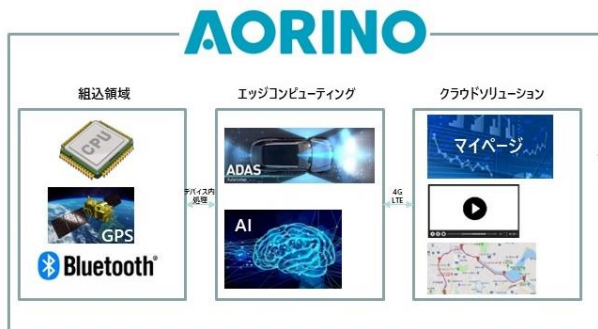 AORINO
組込領域
エッジコンピューティング
クラウドソリューション
CPU
GPS
Bluetooth®
デバイス内
処理
ADAS
AI
4G
LTE
マイページ